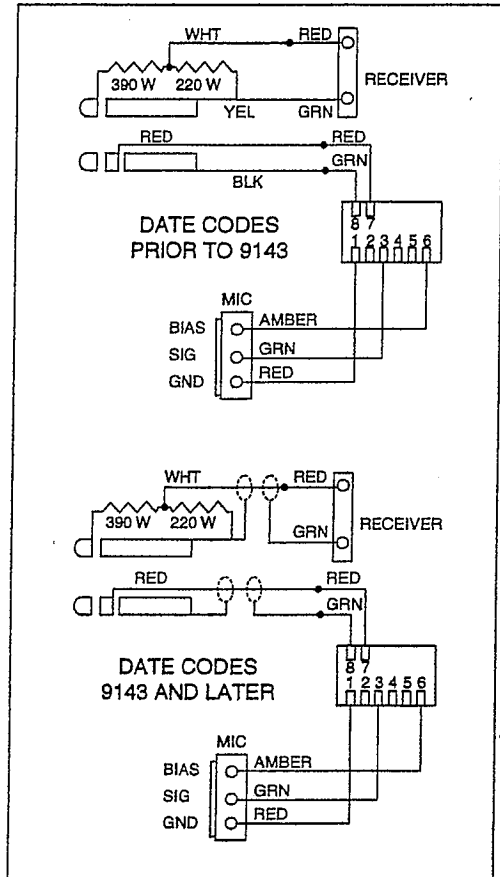 WHT RED
390 W 220 W
RECEIVER
YEL GRN
RED RED
GRN
BLK
DATE CODES
PRIOR TO 9143
8 7
1 2 3 4 5 6
MIC
BIAS AMBER
SIG GRN
GND RED
WHT RED
390 W 220 W
RECEIVER
GRN
RED RED
GRN
DATE CODES
9143 AND LATER
8 7
1 2 3 4 5 6
MIC
BIAS AMBER
SIG GRN
GND RED